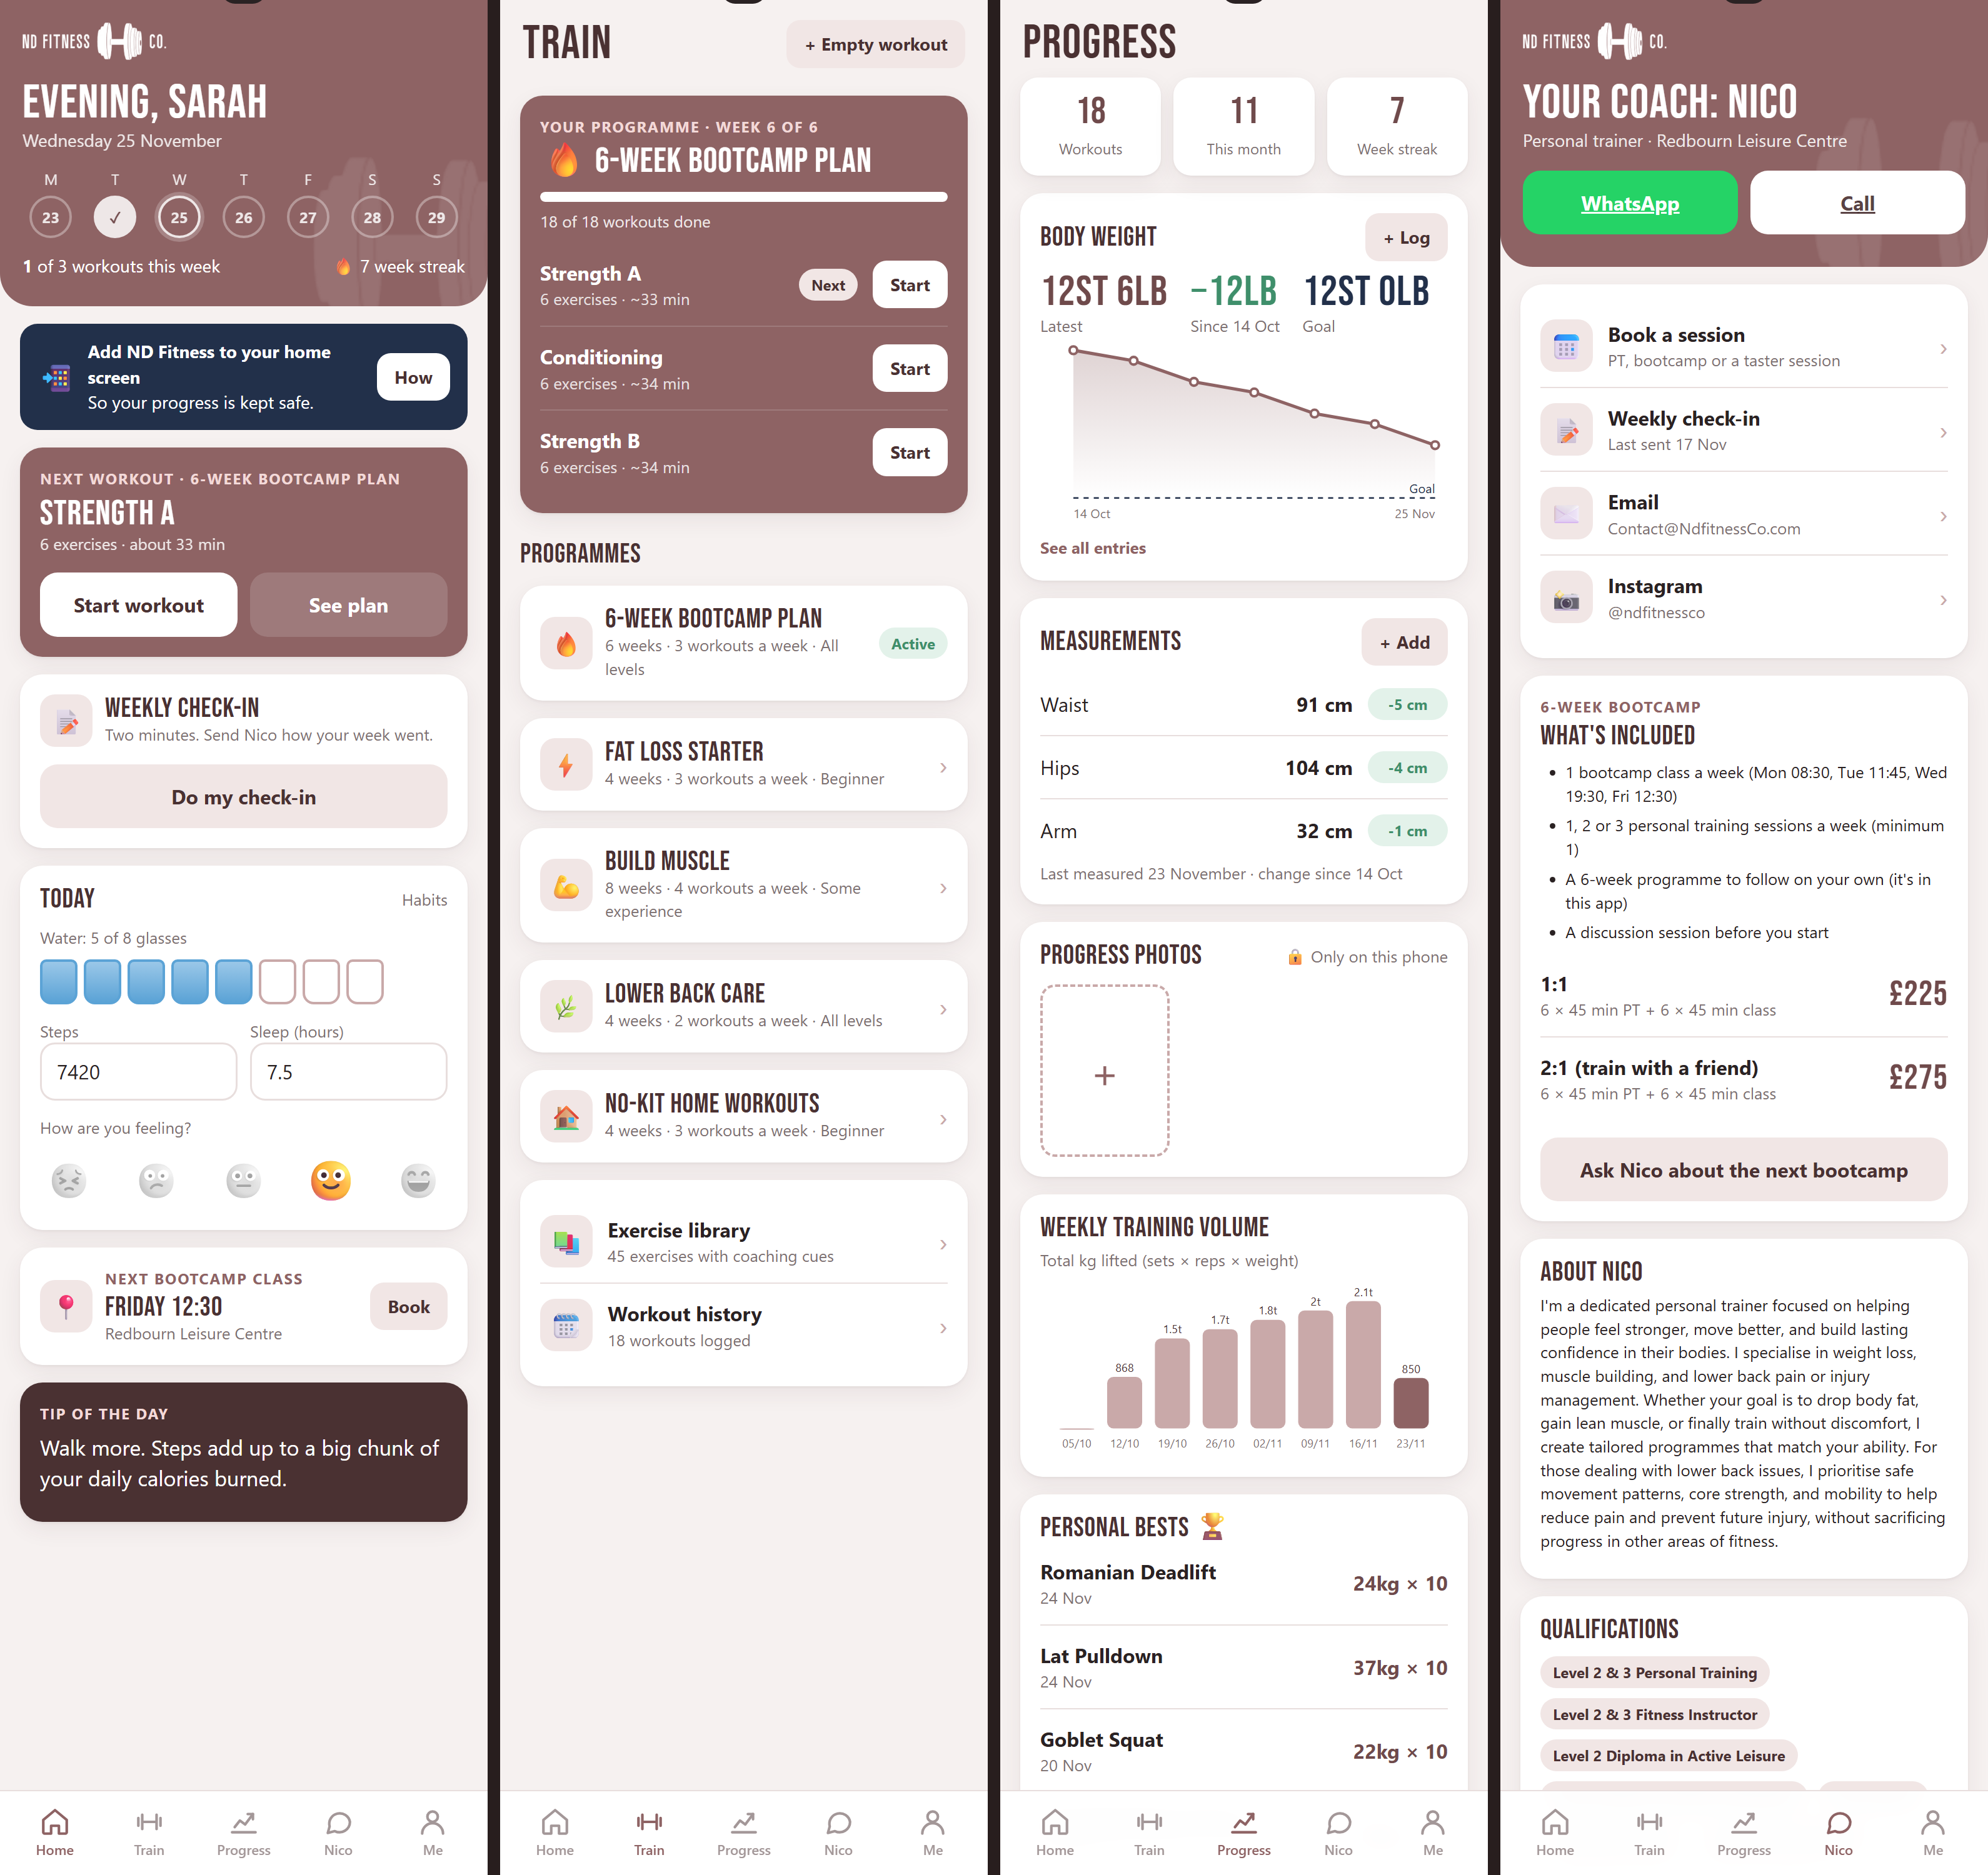 ND FITNESS CO.
EVENING, SARAH
Wednesday 25 November
M T W T F S S
23 ✓ 25 26 27 28 29
1 of 3 workouts this week
🔥 7 week streak
Add ND Fitness to your home
screen
So your progress is kept safe.
How
NEXT WORKOUT · 6-WEEK BOOTCAMP PLAN
STRENGTH A
6 exercises · about 33 min
Start workout
See plan
WEEKLY CHECK-IN
Two minutes. Send Nico how your week went.
Do my check-in
TODAY
Habits
Water: 5 of 8 glasses
Steps
Sleep (hours)
7420
7.5
How are you feeling?
NEXT BOOTCAMP CLASS
FRIDAY 12:30
Redbourn Leisure Centre
Book
TIP OF THE DAY
Walk more. Steps add up to a big chunk of
your daily calories burned.
Home
Train
Progress
Nico
Me
TRAIN
+ Empty workout
YOUR PROGRAMME · WEEK 6 OF 6
🔥 6-WEEK BOOTCAMP PLAN
18 of 18 workouts done
Strength A
6 exercises · ~33 min
Next
Start
Conditioning
6 exercises · ~34 min
Start
Strength B
6 exercises · ~34 min
Start
PROGRAMMES
6-WEEK BOOTCAMP PLAN
6 weeks · 3 workouts a week · All
levels
Active
FAT LOSS STARTER
4 weeks · 3 workouts a week · Beginner
BUILD MUSCLE
8 weeks · 4 workouts a week · Some
experience
LOWER BACK CARE
4 weeks · 2 workouts a week · All levels
NO-KIT HOME WORKOUTS
4 weeks · 3 workouts a week · Beginner
Exercise library
45 exercises with coaching cues
Workout history
18 workouts logged
Home
Train
Progress
Nico
Me
PROGRESS
18
Workouts
11
This month
7
Week streak
BODY WEIGHT
+ Log
12ST 6LB
−12LB
12ST 0LB
Latest
Since 14 Oct
Goal
Goal
14 Oct
25 Nov
See all entries
MEASUREMENTS
+ Add
Waist
91 cm
-5 cm
Hips
104 cm
-4 cm
Arm
32 cm
-1 cm
Last measured 23 November · change since 14 Oct
PROGRESS PHOTOS
🔒 Only on this phone
+
WEEKLY TRAINING VOLUME
Total kg lifted (sets × reps × weight)
868
1.5t
1.7t
1.8t
2t
2.1t
850
05/10
12/10
19/10
26/10
02/11
09/11
16/11
23/11
PERSONAL BESTS 🏆
Romanian Deadlift
24 Nov
24kg × 10
Lat Pulldown
24 Nov
37kg × 10
Goblet Squat
20 Nov
22kg × 10
Home
Train
Progress
Nico
Me
ND FITNESS CO.
YOUR COACH: NICO
Personal trainer · Redbourn Leisure Centre
WhatsApp
Call
Book a session
PT, bootcamp or a taster session
Weekly check-in
Last sent 17 Nov
Email
Contact@NdfitnessCo.com
Instagram
@ndfitnessco
6-WEEK BOOTCAMP
WHAT'S INCLUDED
• 1 bootcamp class a week (Mon 08:30, Tue 11:45, Wed
19:30, Fri 12:30)
• 1, 2 or 3 personal training sessions a week (minimum
1)
• A 6-week programme to follow on your own (it's in
this app)
• A discussion session before you start
1:1
6 × 45 min PT + 6 × 45 min class
£225
2:1 (train with a friend)
6 × 45 min PT + 6 × 45 min class
£275
Ask Nico about the next bootcamp
ABOUT NICO
I'm a dedicated personal trainer focused on helping
people feel stronger, move better, and build lasting
confidence in their bodies. I specialise in weight loss,
muscle building, and lower back pain or injury
management. Whether your goal is to drop body fat,
gain lean muscle, or finally train without discomfort, I
create tailored programmes that match your ability. For
those dealing with lower back issues, I prioritise safe
movement patterns, core strength, and mobility to help
reduce pain and prevent future injury, without sacrificing
progress in other areas of fitness.
QUALIFICATIONS
Level 2 & 3 Personal Training
Level 2 & 3 Fitness Instructor
Level 2 Diploma in Active Leisure
Home
Train
Progress
Nico
Me